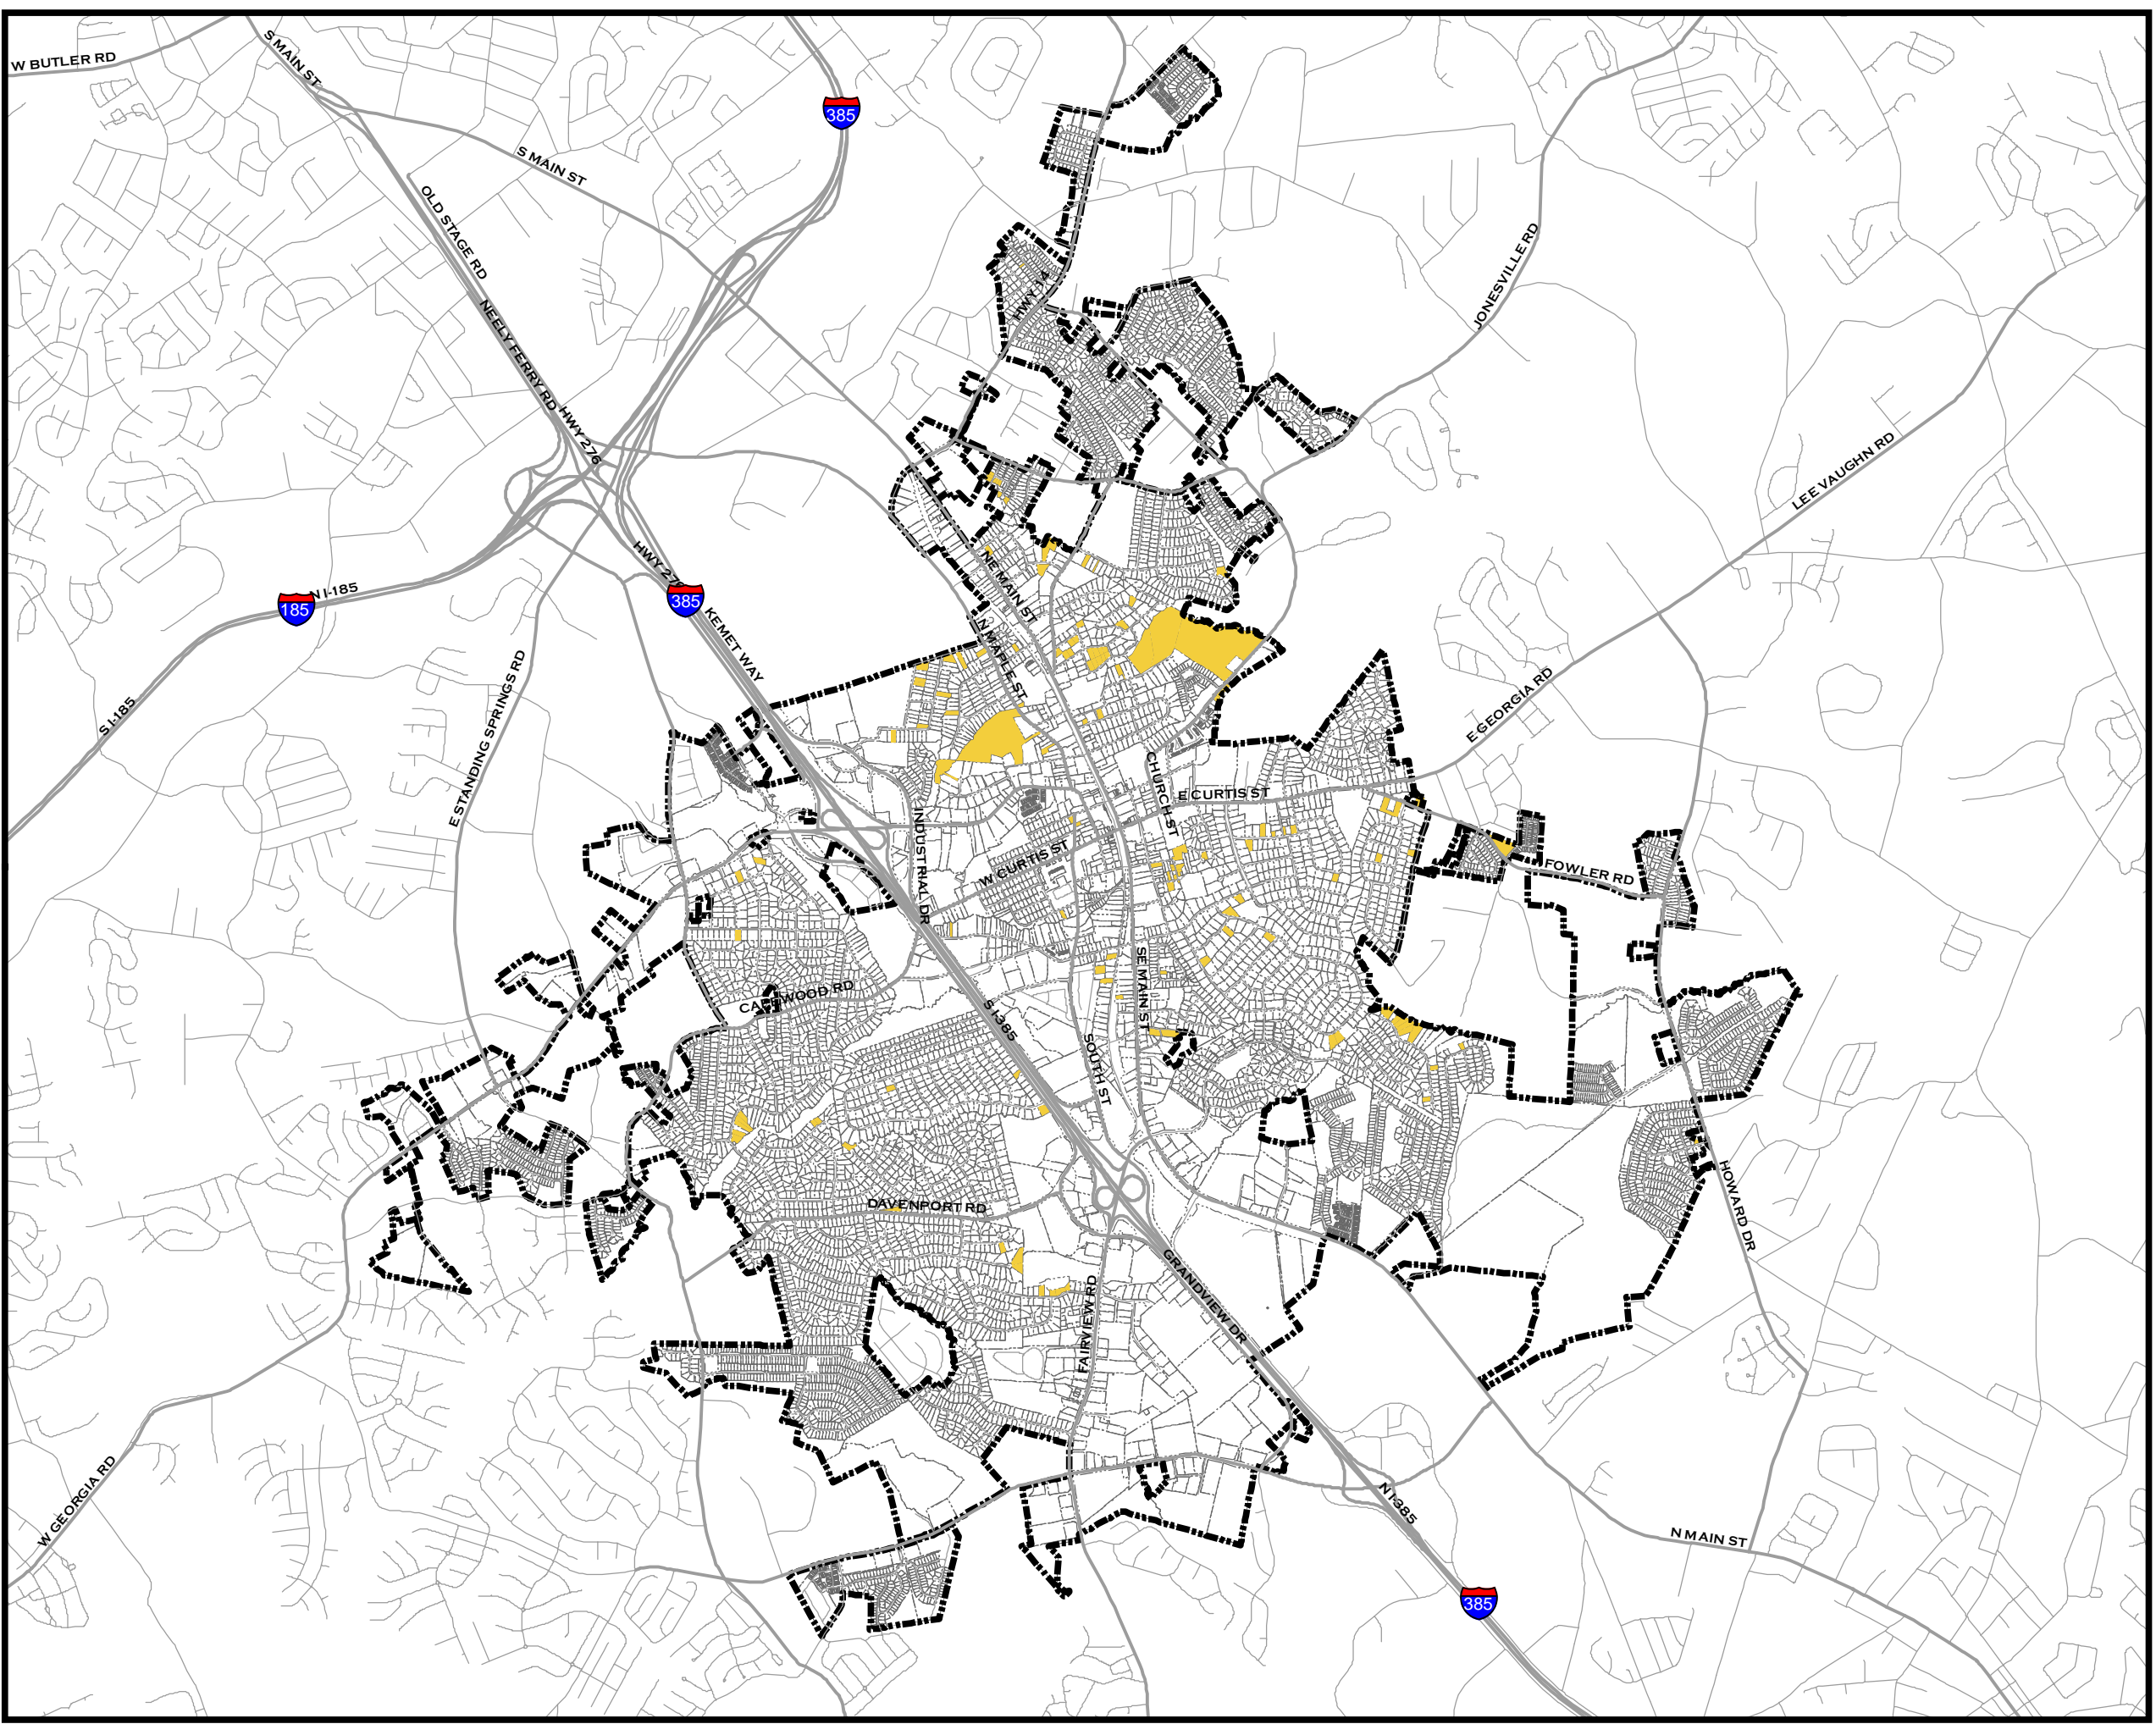 W BUTLER RD
S MAIN ST
385
S MAIN ST
OLD STAGE RD
HWY 14
JONESVILLE RD
NEELY FERRY RD
HWY 276
LEE VAUGHN RD
NE MAIN ST
N I-185
185
385
KEMET WAY
N MAPLE ST
S I-185
E STANDING SPRINGS RD
E GEORGIA RD
CHURCH ST
E CURTIS ST
INDUSTRIAL DR
W CURTIS ST
FOWLER RD
SE MAIN ST
S I-385
SOUTH ST
HOWARD DR
DAVENPORT RD
GRANDVIEW DR
FAIRVIEW RD
W GEORGIA RD
N I-385
N MAIN ST
385